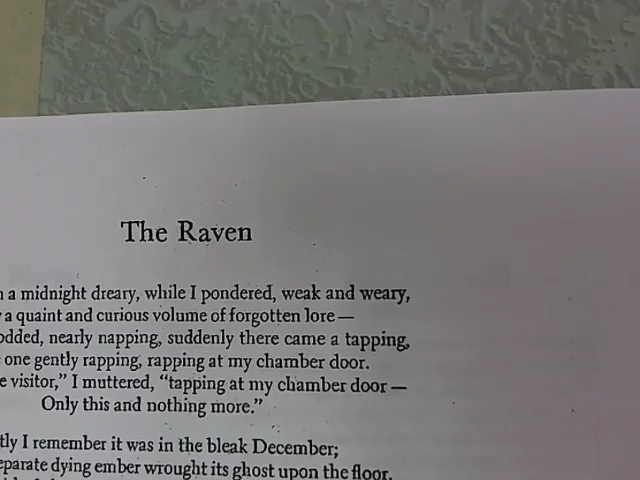 The Raven
a midnight dreary, while I pondered, weak and weary,
a quaint and curious volume of forgotten lore—
odded, nearly napping, suddenly there came a tapping,
one gently rapping, rapping at my chamber door.
e visitor,” I muttered, “tapping at my chamber door—
Only this and nothing more.”
tly I remember it was in the bleak December;
eparate dying ember wrought its ghost upon the floor.